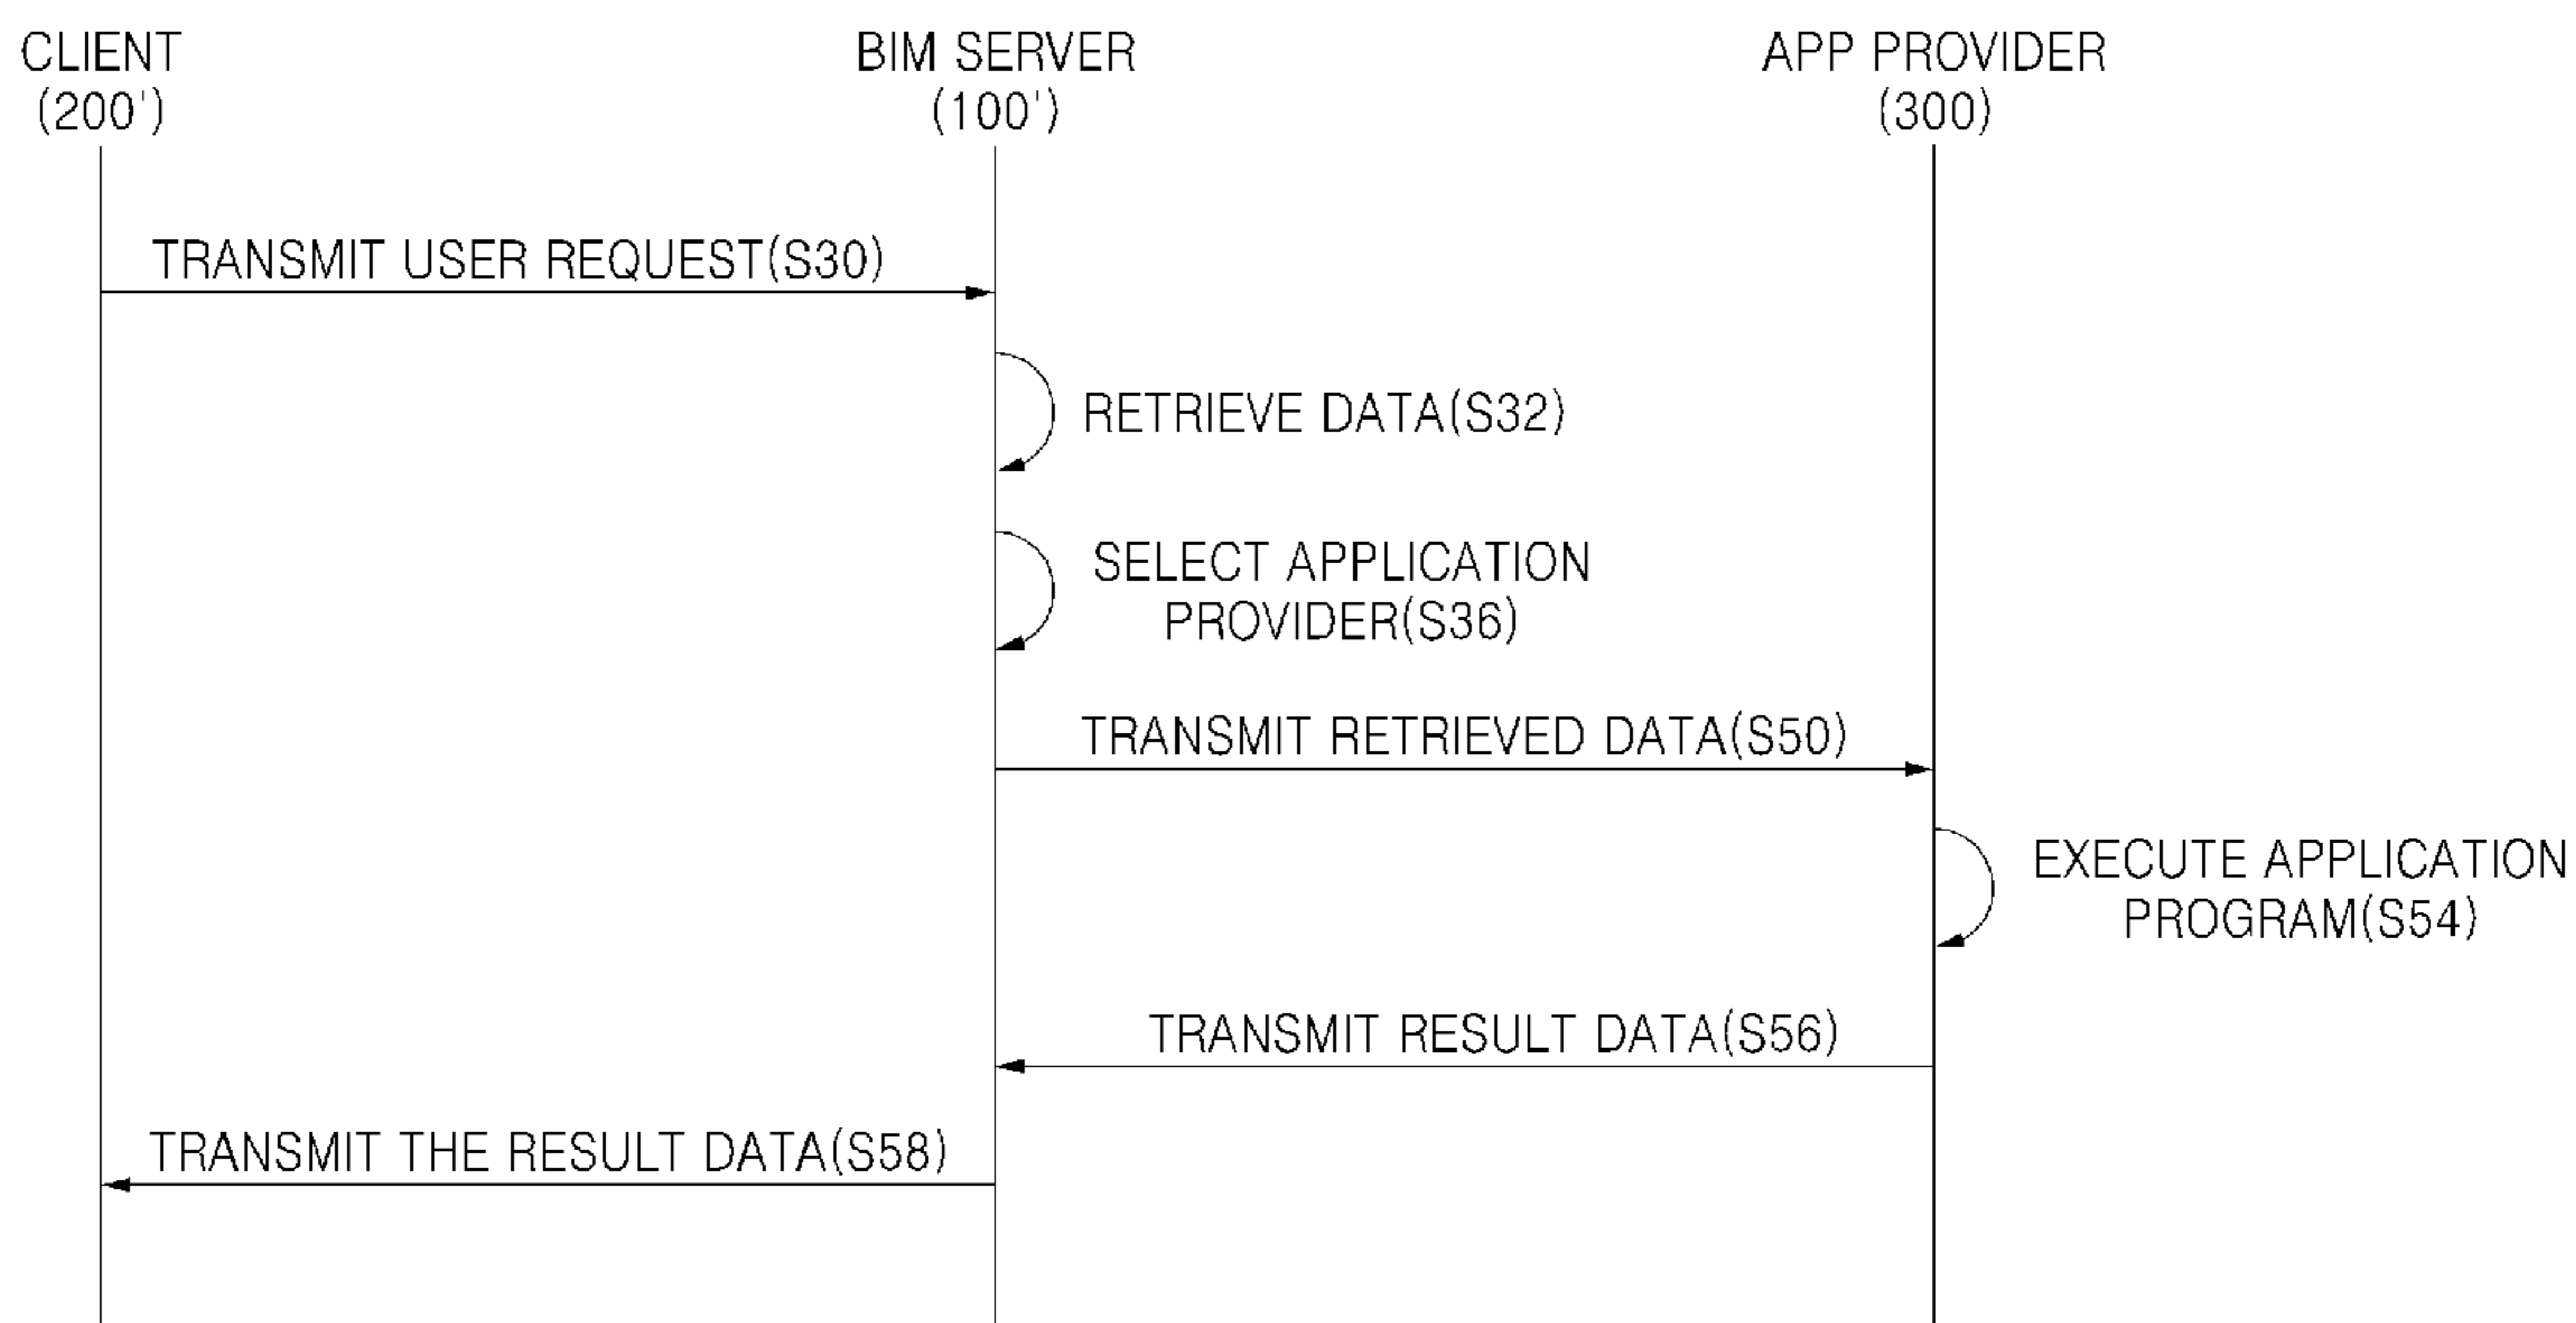 CLIENT
(200')
BIM SERVER
(100')
APP PROVIDER
(300)
TRANSMIT USER REQUEST(S30)
RETRIEVE DATA(S32)
SELECT APPLICATION
PROVIDER(S36)
TRANSMIT RETRIEVED DATA(S50)
EXECUTE APPLICATION
PROGRAM(S54)
TRANSMIT RESULT DATA(S56)
TRANSMIT THE RESULT DATA(S58)